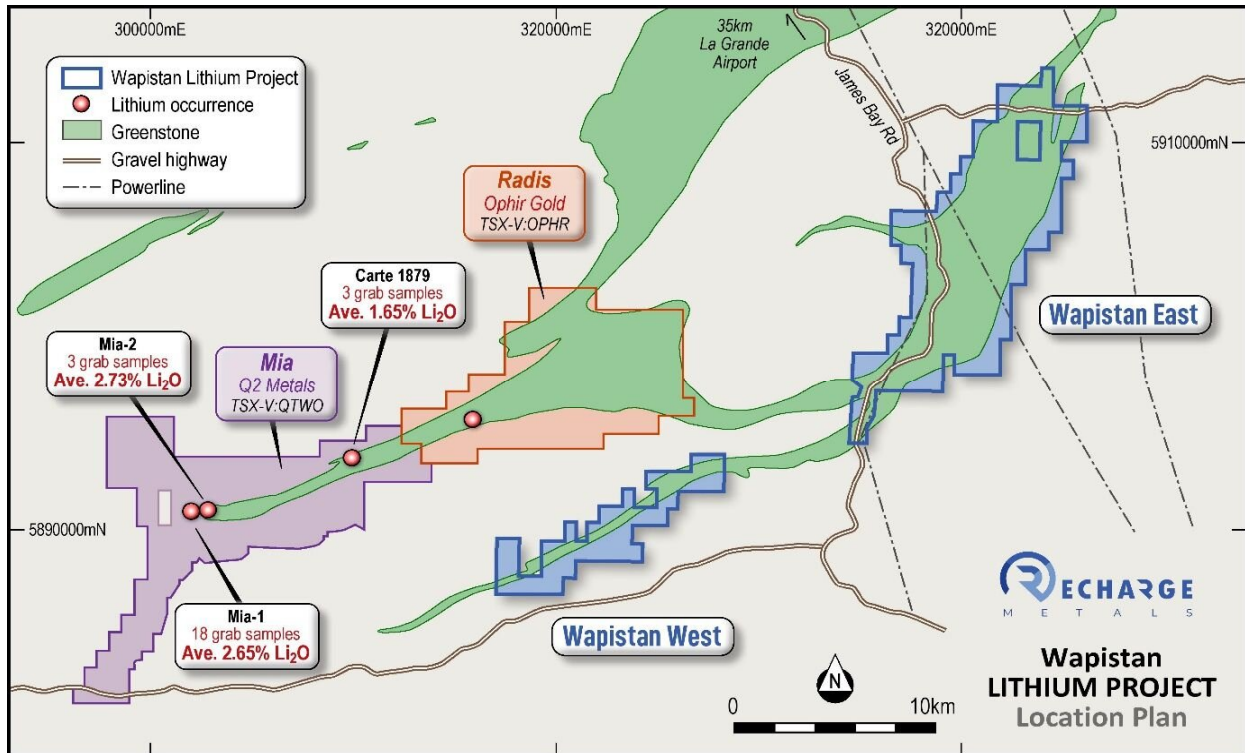 300000mE
320000mE
320000mE
35km
La Grande
Airport
James Bay Rd
Wapistan Lithium Project
Lithium occurrence
Greenstone
Gravel highway
Powerline
5910000mN
Radis
Ophir Gold
TSX-V:OPHR
Carte 1879
3 grab samples
Ave. 1.65% Li₂O
Wapistan East
Mia-2
3 grab samples
Ave. 2.73% Li₂O
Mia
Q2 Metals
TSX-V:QTWO
5890000mN
Mia-1
18 grab samples
Ave. 2.65% Li₂O
Wapistan West
RECHARGE
METALS
N
0 10km
Wapistan
LITHIUM PROJECT
Location Plan